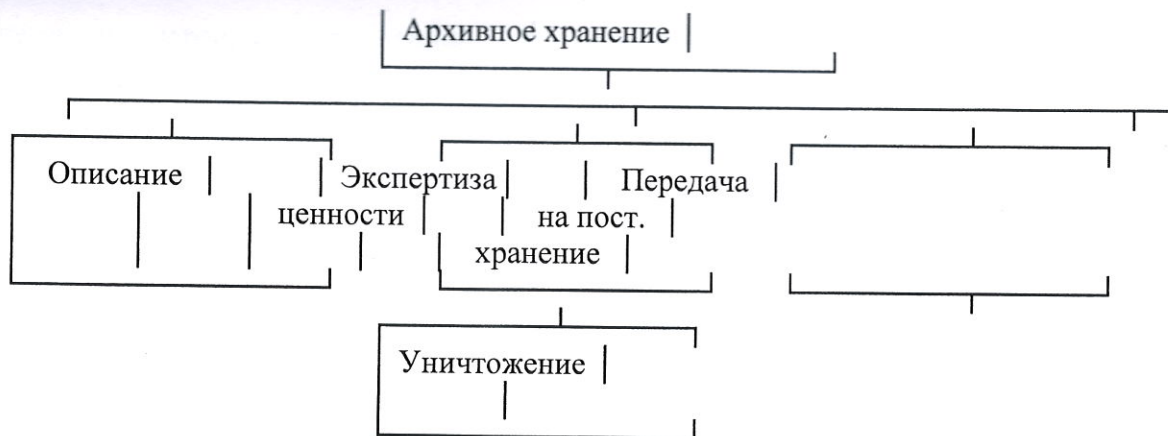 Архивное хранение
Описание Экспертиза Передача
ценности на пост.
хранение
Уничтожение